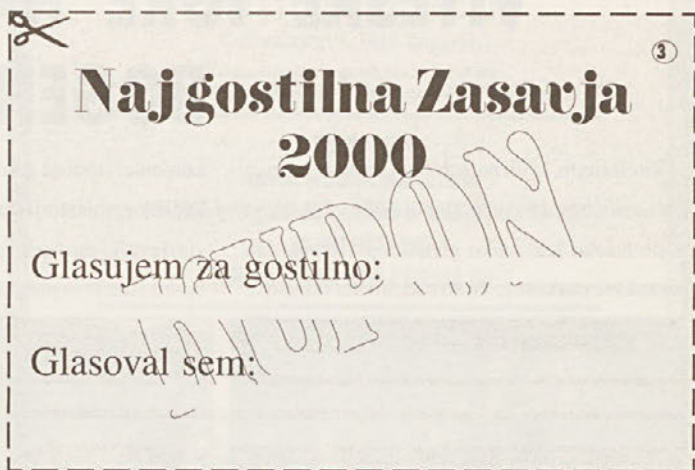 ③
Naj gostilna Zasavja
2000
Glasujem za gostilno:
Glasoval sem: